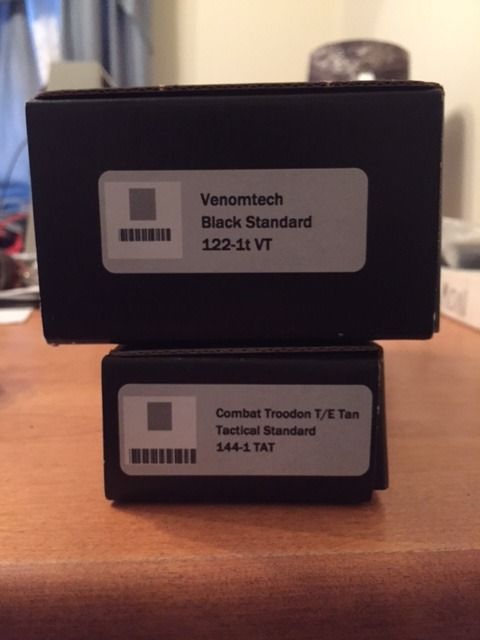 Venomtech
Black Standard
122-1t VT
Combat Troodon T/E Tan
Tactical Standard
144-1 TAT